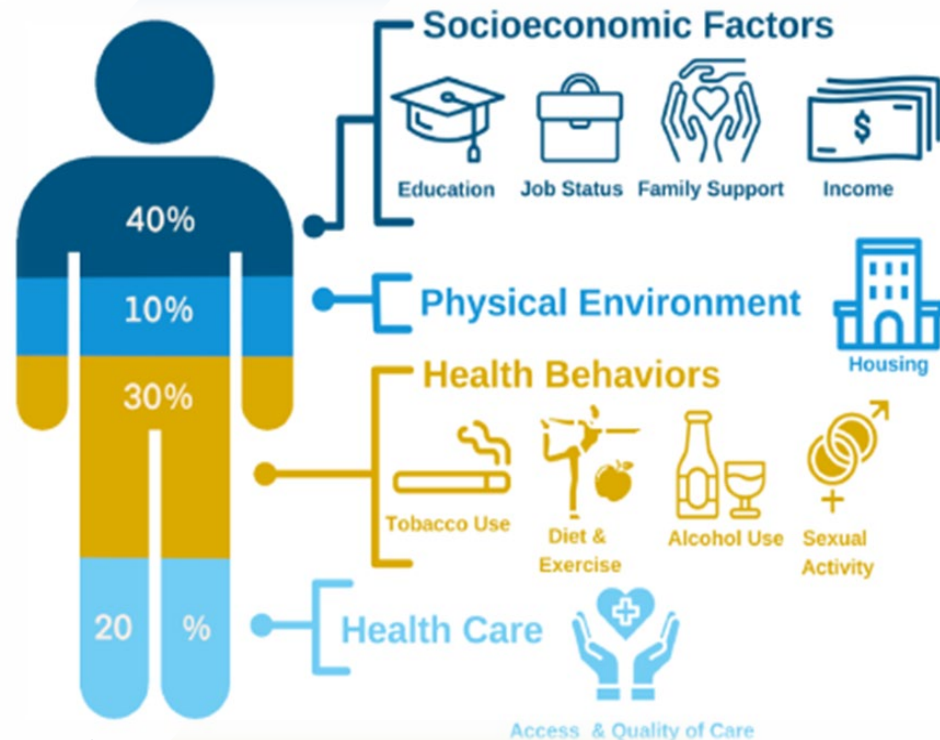 Socioeconomic Factors
Education Job Status Family Support Income
40%
10%
Physical Environment
Housing
30%
Health Behaviors
Tobacco Use
Diet &
Exercise
Alcohol Use
Sexual
Activity
20 %
Health Care
Access & Quality of Care
$